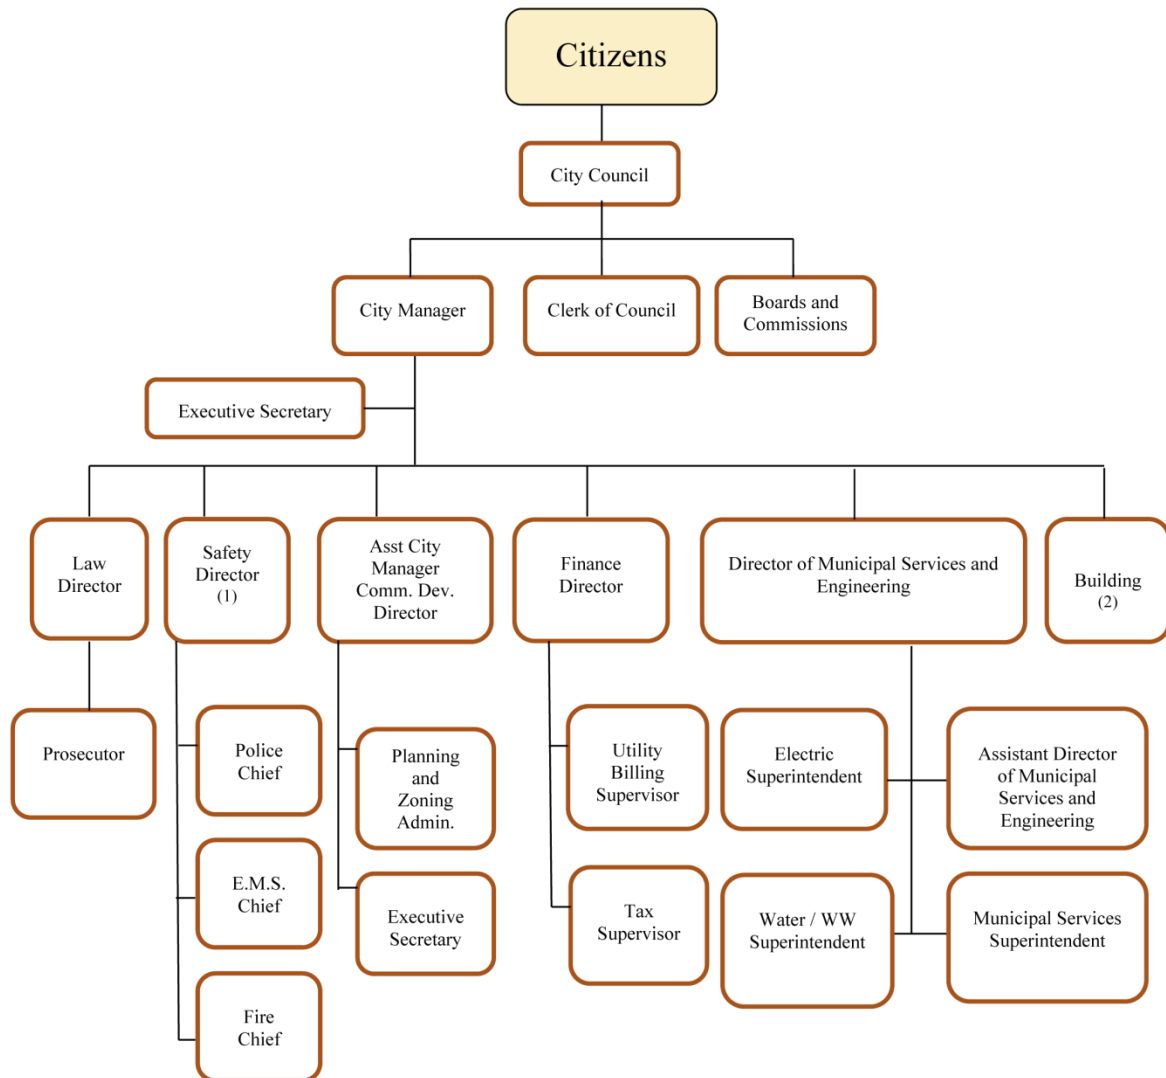 Citizens
City Council
City Manager
Clerk of Council
Boards and
Commissions
Executive Secretary
Law
Director
Safety
Director
(1)
Asst City
Manager
Comm. Dev.
Director
Finance
Director
Director of Municipal Services and
Engineering
Building
(2)
Prosecutor
Police
Chief
E.M.S.
Chief
Fire
Chief
Planning
and
Zoning
Admin.
Executive
Secretary
Utility
Billing
Supervisor
Tax
Supervisor
Electric
Superintendent
Assistant Director
of Municipal
Services and
Engineering
Water / WW
Superintendent
Municipal Services
Superintendent